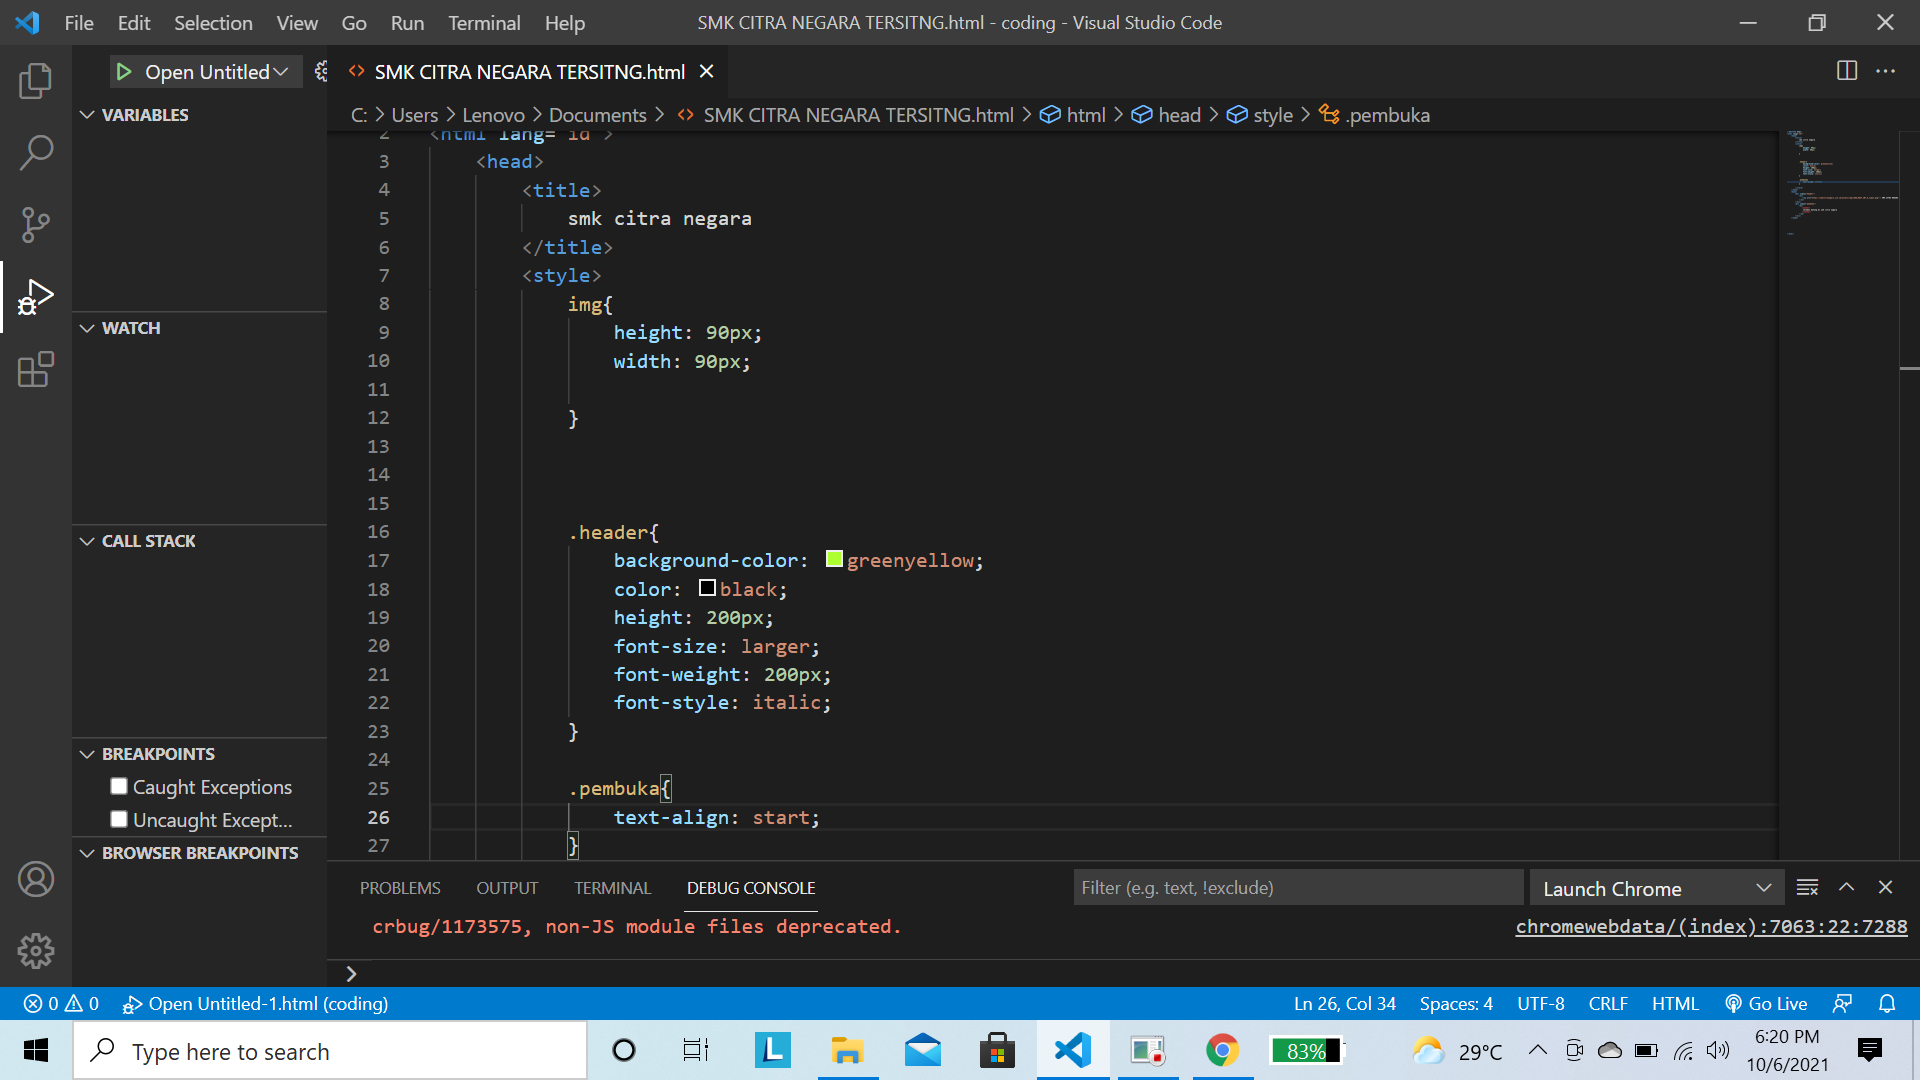 File Edit Selection View Go Run Terminal Help
SMK CITRA NEGARA TERSITNG.html - coding - Visual Studio Code
Open Untitled
SMK CITRA NEGARA TERSITNG.html
C: > Users > Lenovo > Documents > SMK CITRA NEGARA TERSITNG.html > html > head > style > .pembuka
VARIABLES
WATCH
CALL STACK
BREAKPOINTS
Caught Exceptions
Uncaught Except...
BROWSER BREAKPOINTS
2 <html lang="id">
3 <head>
4 <title>
5 smk citra negara
6 </title>
7 <style>
8 img{
9 height: 90px;
10 width: 90px;
11
12 }
13
14
15
16 .header{
17 background-color: greenyellow;
18 color: black;
19 height: 200px;
20 font-size: larger;
21 font-weight: 200px;
22 font-style: italic;
23 }
24
25 .pembuka{
26 text-align: start;
27 }
PROBLEMS OUTPUT TERMINAL DEBUG CONSOLE
Filter (e.g. text, !exclude)
Launch Chrome
crbug/1173575, non-JS module files deprecated.
chromewebdata/(index):7063:22:7288
>
0 0 Open Untitled-1.html (coding)
Ln 26, Col 34 Spaces: 4 UTF-8 CRLF HTML Go Live
Type here to search
L
83%
29°C
6:20 PM
10/6/2021